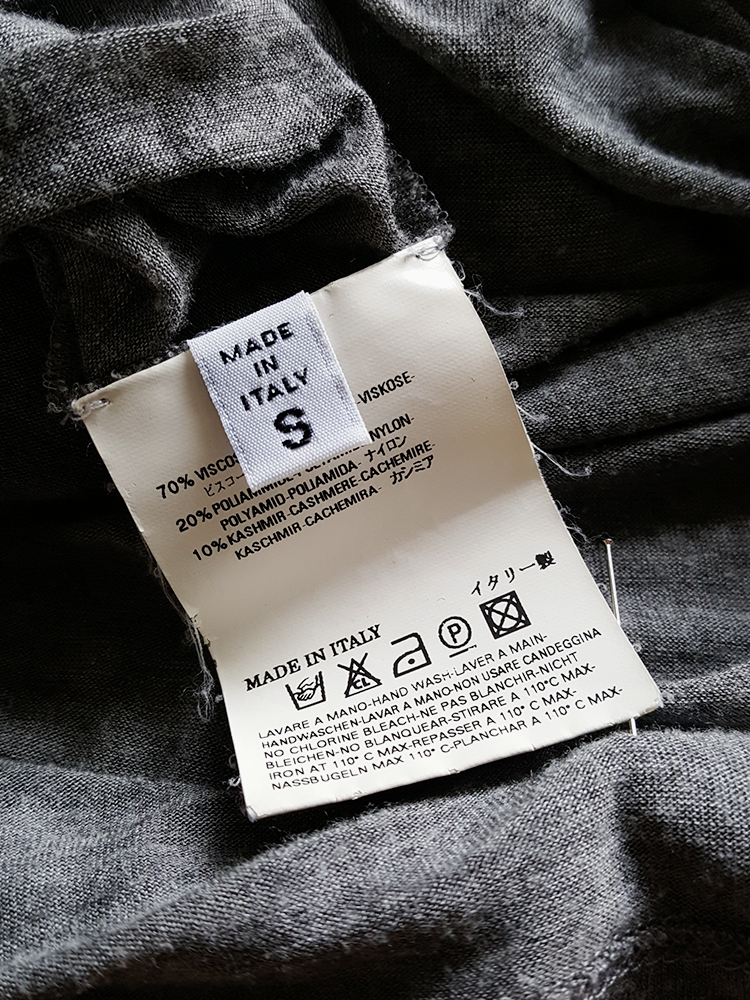 MADE
IN
ITALY
S
-VISKOSE-
70% VISCOS
ビスコー
20% POLIAMMIDE-POLYAMIDE-NYLON-
POLYAMID-POLIAMIDA- ナイロン
10% KASHMIR-CASHMERE-CACHEMIRE-
KASCHMIR-CACHEMIRA- カシミア
イタリー製
MADE IN ITALY
CL
P
LAVARE A MANO-HAND WASH-LAVER A MAIN-
HANDWASCHEN-LAVAR A MANO-NON USARE CANDEGGINA
NO CHLORINE BLEACH-NE PAS BLANCHIR-NICHT
BLEICHEN-NO BLANQUEAR-STIRARE A 110°C MAX-
IRON AT 110° C MAX-REPASSER A 110° C MAX-
NASSBUGELN MAX 110° C-PLANCHAR A 110° C MAX-